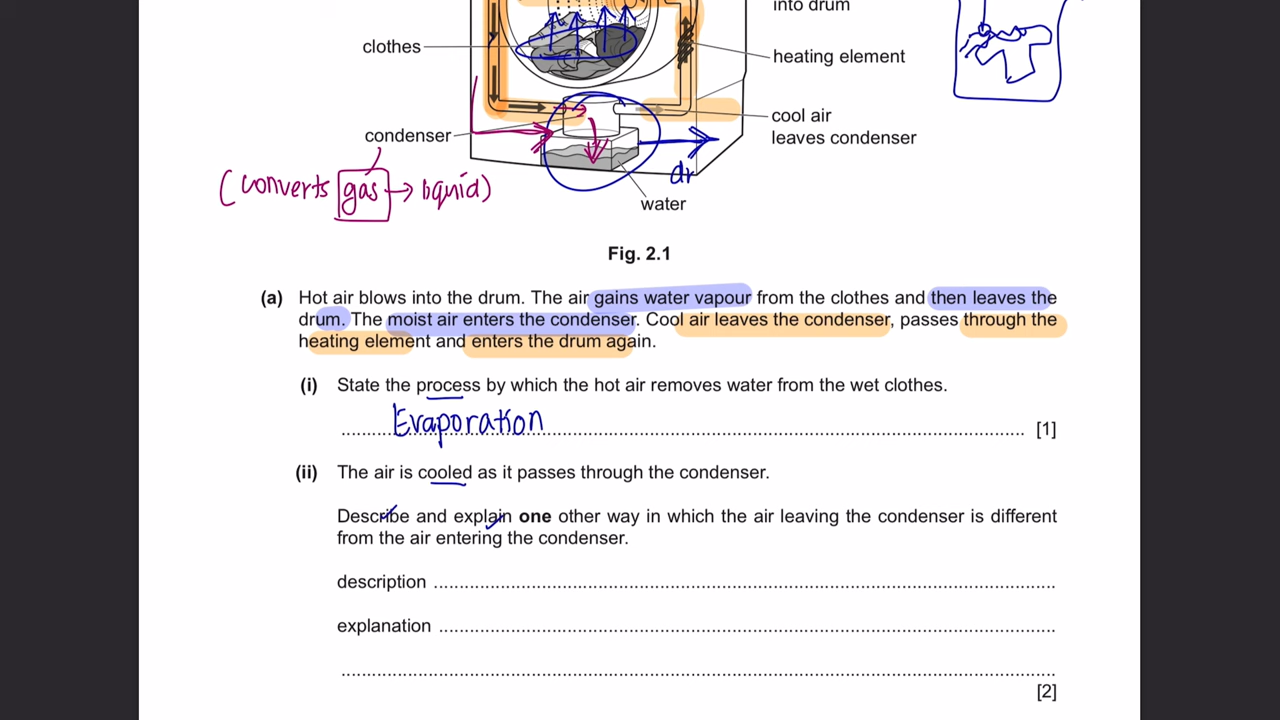 into drum
clothes
heating element
cool air
leaves condenser
condenser
dr
(converts gas → liquid)
water
Fig. 2.1
(a) Hot air blows into the drum. The air gains water vapour from the clothes and then leaves the
drum. The moist air enters the condenser. Cool air leaves the condenser, passes through the
heating element and enters the drum again.
(i) State the process by which the hot air removes water from the wet clothes.
Evaporation
[1]
(ii) The air is cooled as it passes through the condenser.
Describe and explain one other way in which the air leaving the condenser is different
from the air entering the condenser.
description
explanation
[2]